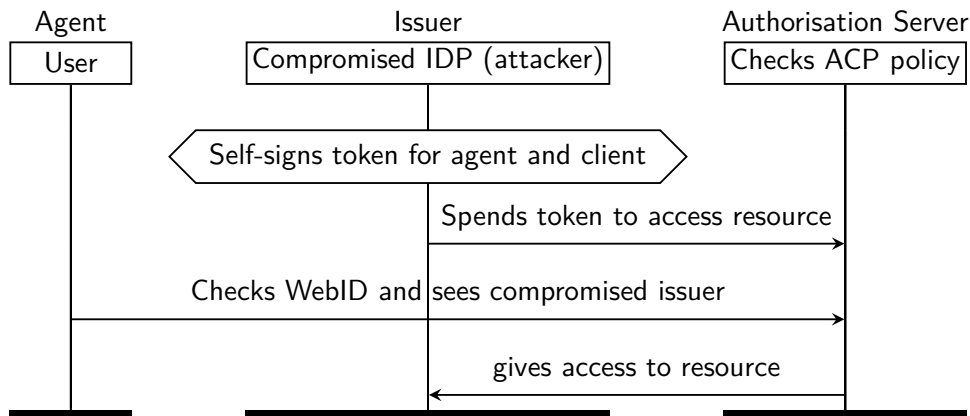 Agent
Issuer
Authorisation Server
User
Compromised IDP (attacker)
Checks ACP policy
Self-signs token for agent and client
Spends token to access resource
Checks WebID and sees compromised issuer
gives access to resource